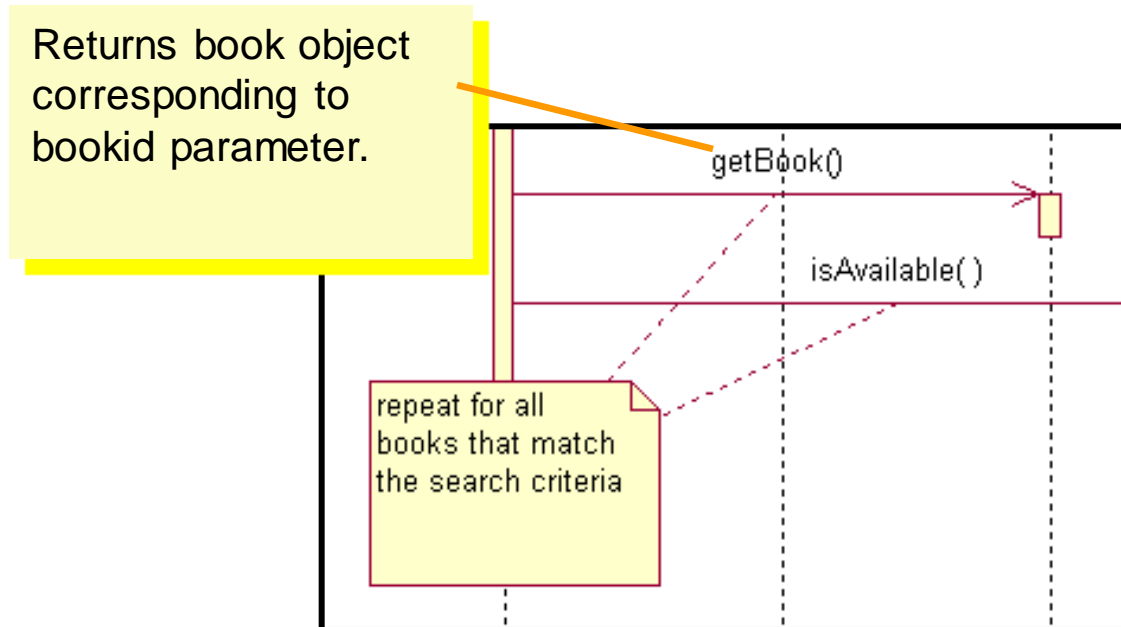 Returns book object
corresponding to
bookid parameter.
getBook()
isAvailable( )
repeat for all
books that match
the search criteria